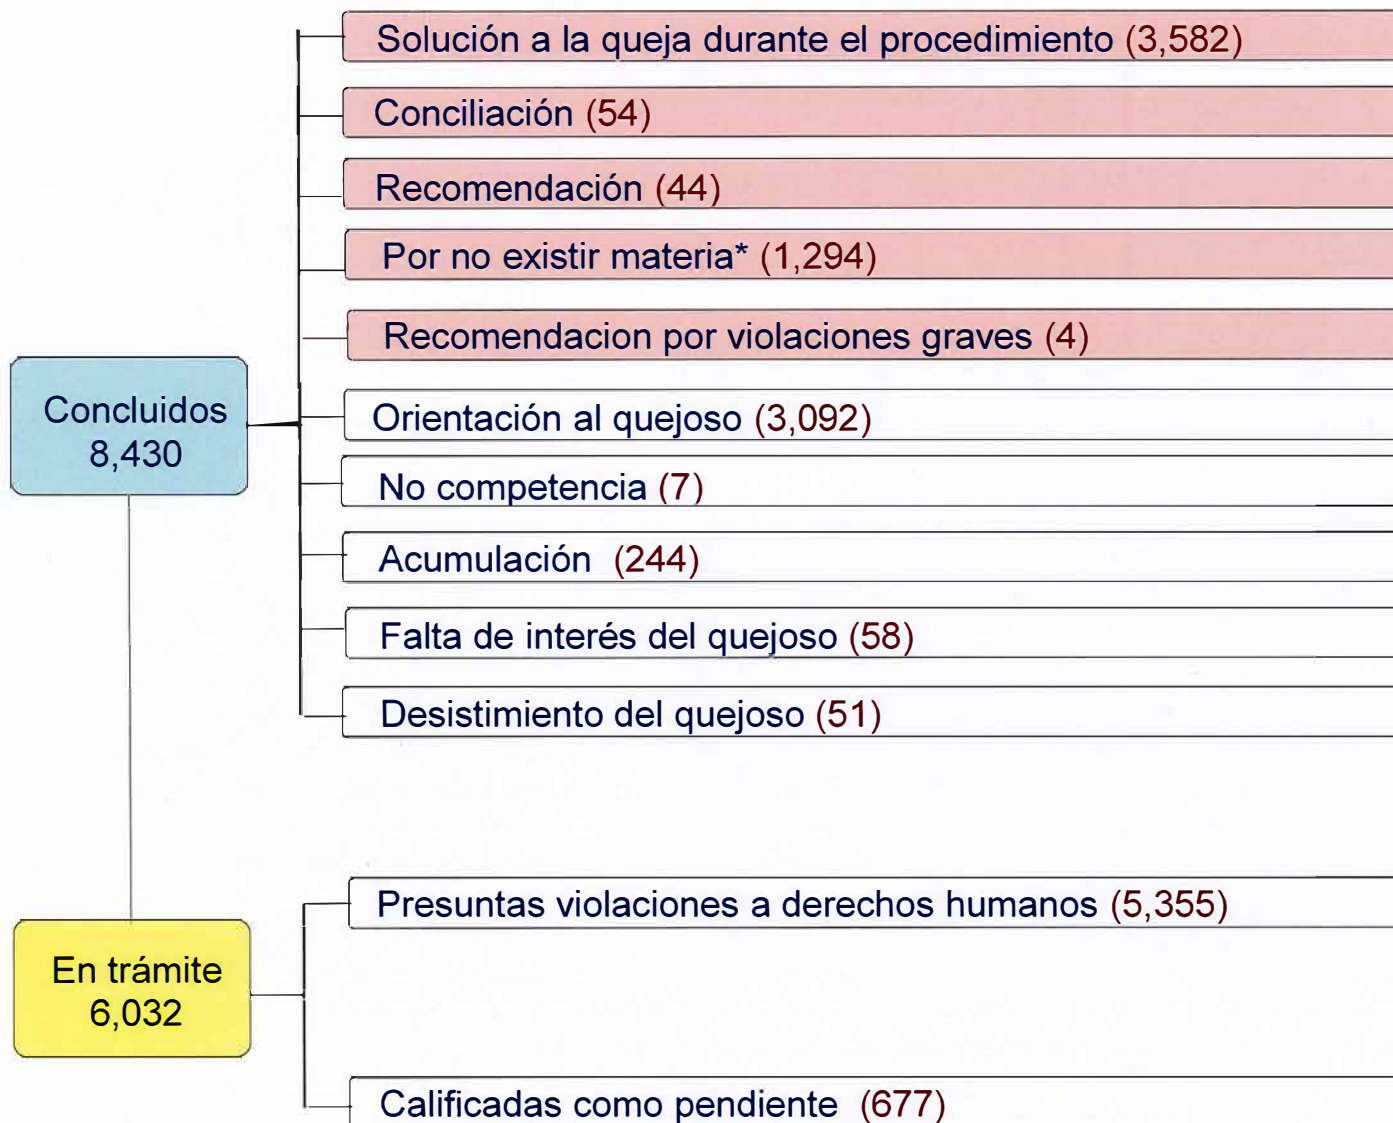 Solución a la queja durante el procedimiento (3,582)
Conciliación (54)
Recomendación (44)
Por no existir materia* (1,294)
Recomendacion por violaciones graves (4)
Concluidos
8,430
Orientación al quejoso (3,092)
No competencia (7)
Acumulación (244)
Falta de interés del quejoso (58)
Desistimiento del quejoso (51)
Presuntas violaciones a derechos humanos (5,355)
En trámite
6,032
Calificadas como pendiente (677)